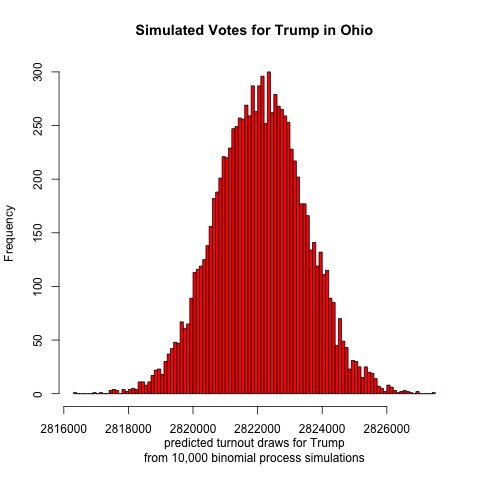 Simulated Votes for Trump in Ohio
Frequency
300
250
200
150
100
50
0
2816000 2818000 2820000 2822000 2824000 2826000
predicted turnout draws for Trump
from 10,000 binomial process simulations